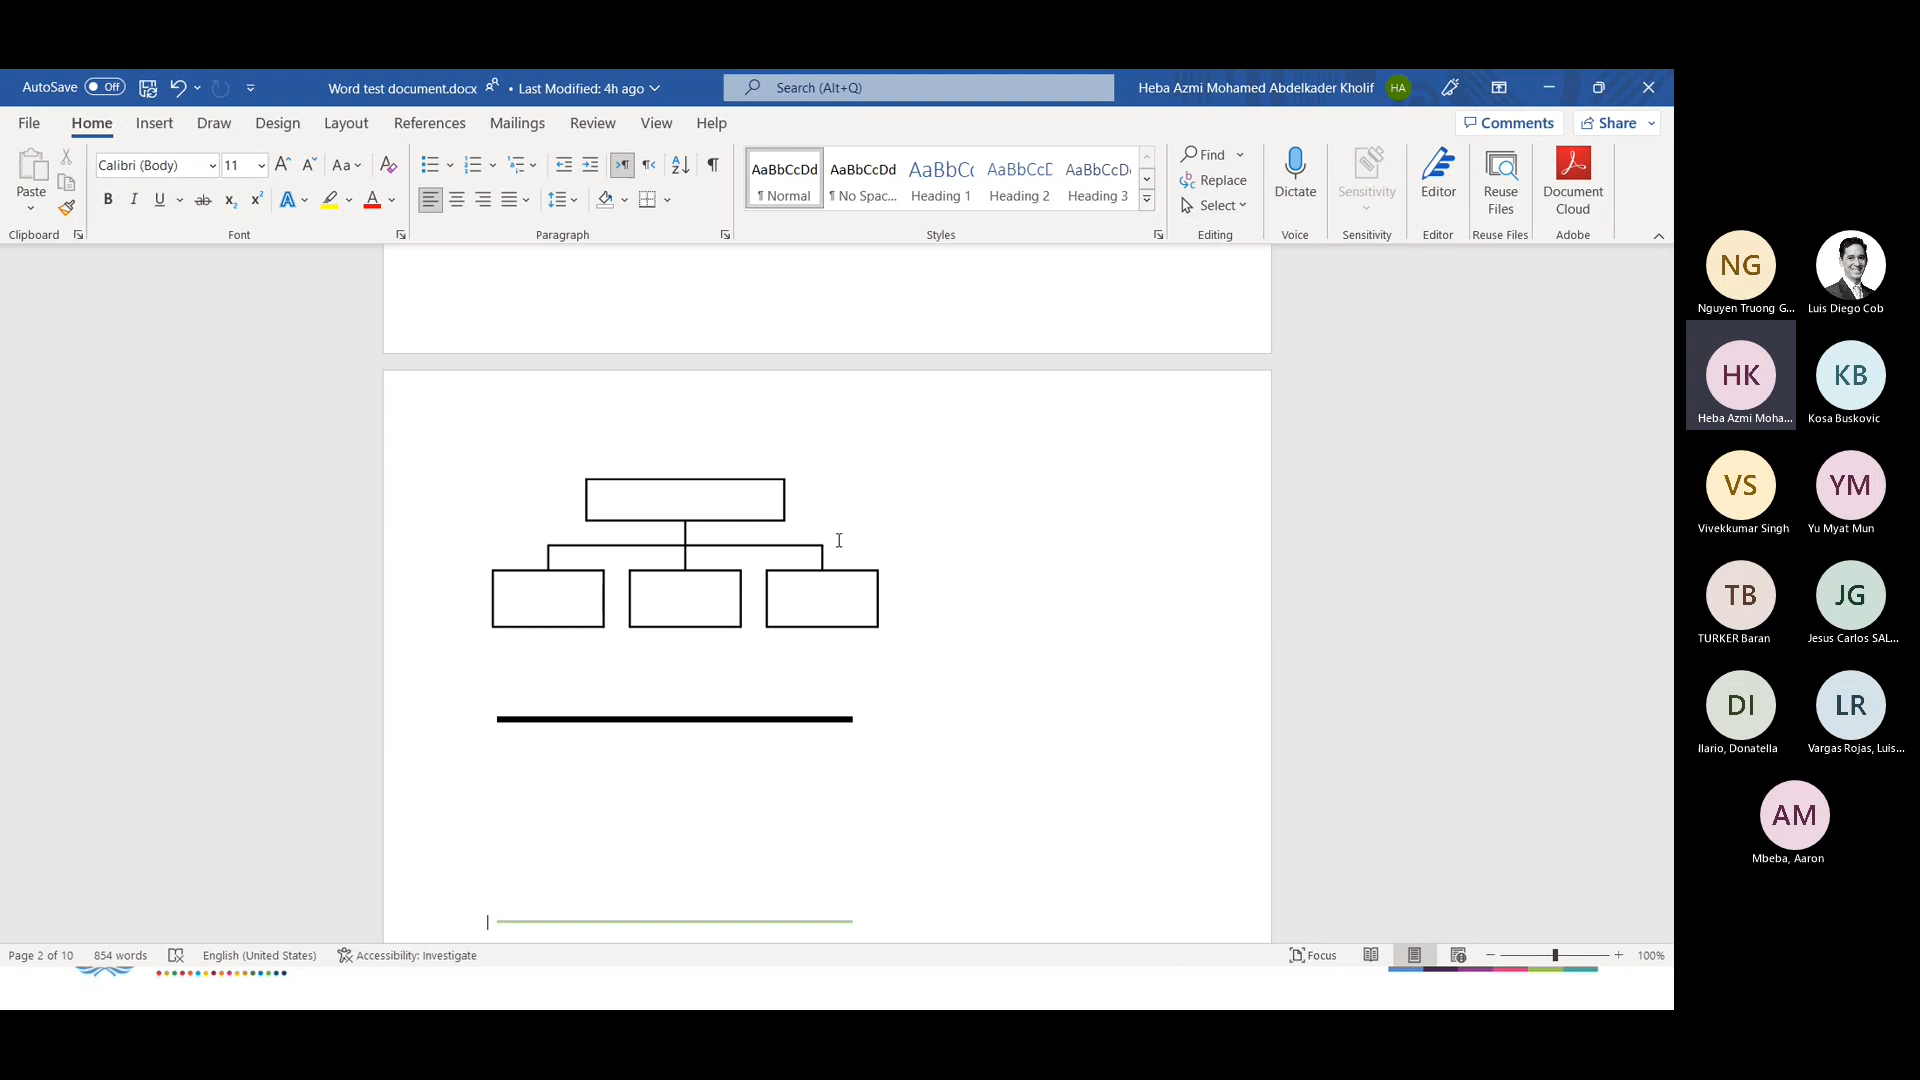 AutoSave Off Word test document.docx • Last Modified: 4h ago Search (Alt+Q) Heba Azmi Mohamed Abdelkader Kholif HA
File Home Insert Draw Design Layout References Mailings Review View Help Comments Share
Paste
Clipboard
Calibri (Body) 11 A A Aa A
B I U ab x₂ x² A A
Font
Paragraph
AaBbCcDd AaBbCcDd AaBbCc AaBbCcD AaBbCcD
¶ Normal ¶ No Spac... Heading 1 Heading 2 Heading 3
Styles
Find
Replace
Select
Editing
Dictate
Voice
Sensitivity
Sensitivity
Editor
Editor
Reuse
Files
Reuse Files
Document
Cloud
Adobe
Page 2 of 10 854 words English (United States) Accessibility: Investigate Focus 100%
NG
Nguyen Truong G... Luis Diego Cob
HK KB
Heba Azmi Moha... Kosa Buskovic
VS YM
Vivekkumar Singh Yu Myat Mun
TB JG
TURKER Baran Jesus Carlos SAL...
DI LR
Ilario, Donatella Vargas Rojas, Luis...
AM
Mbeba, Aaron